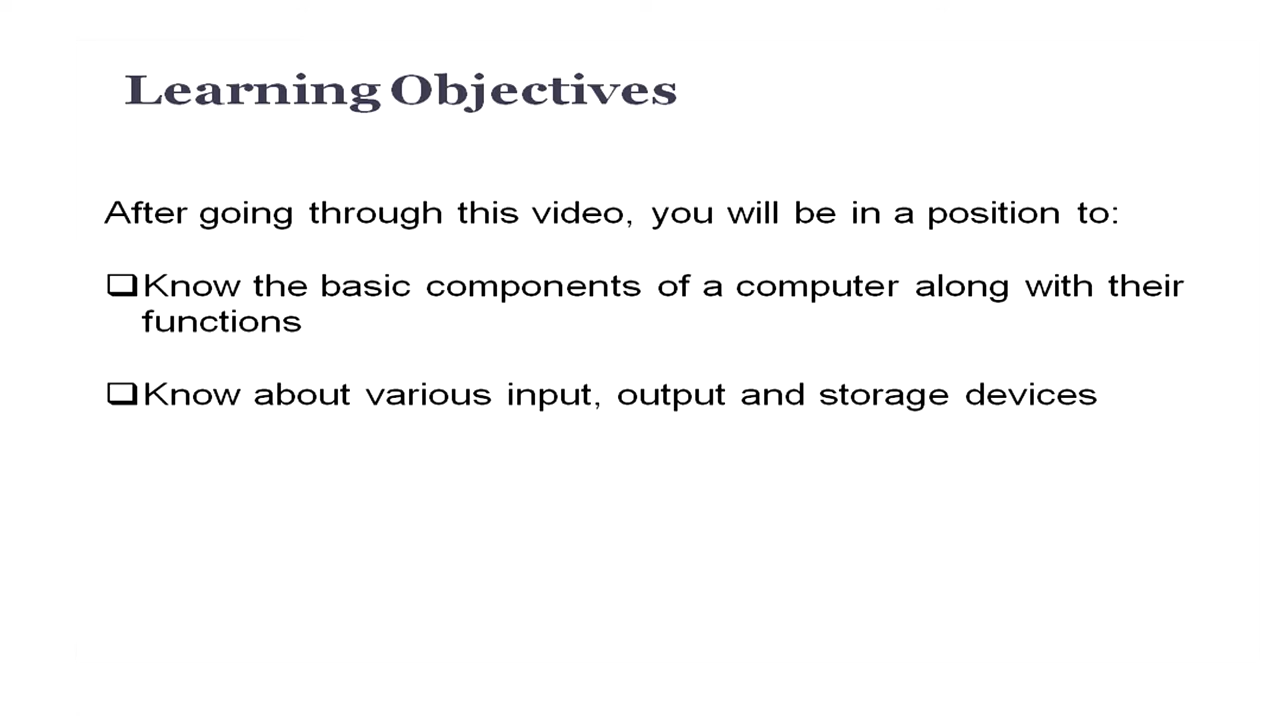 Learning Objectives
After going through this video, you will be in a position to:
❑Know the basic components of a computer along with their
functions
❑Know about various input, output and storage devices